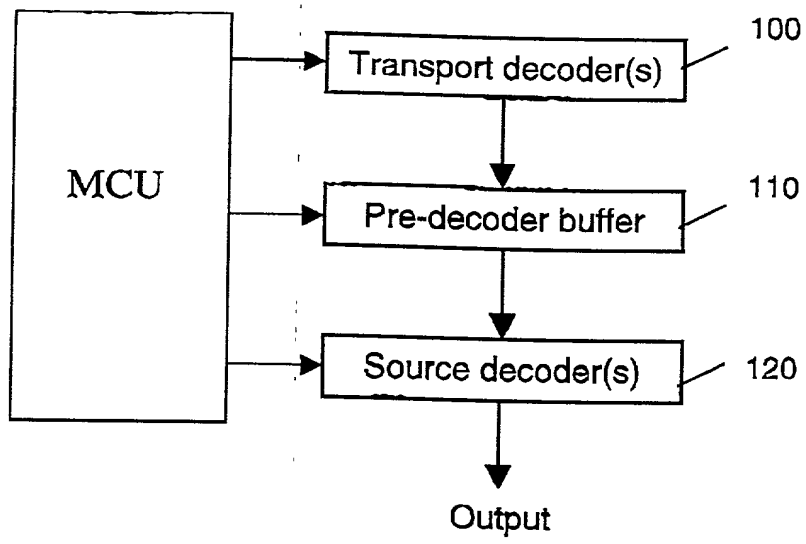 100
Transport decoder(s)
MCU
110
Pre-decoder buffer
Source decoder(s)
120
Output